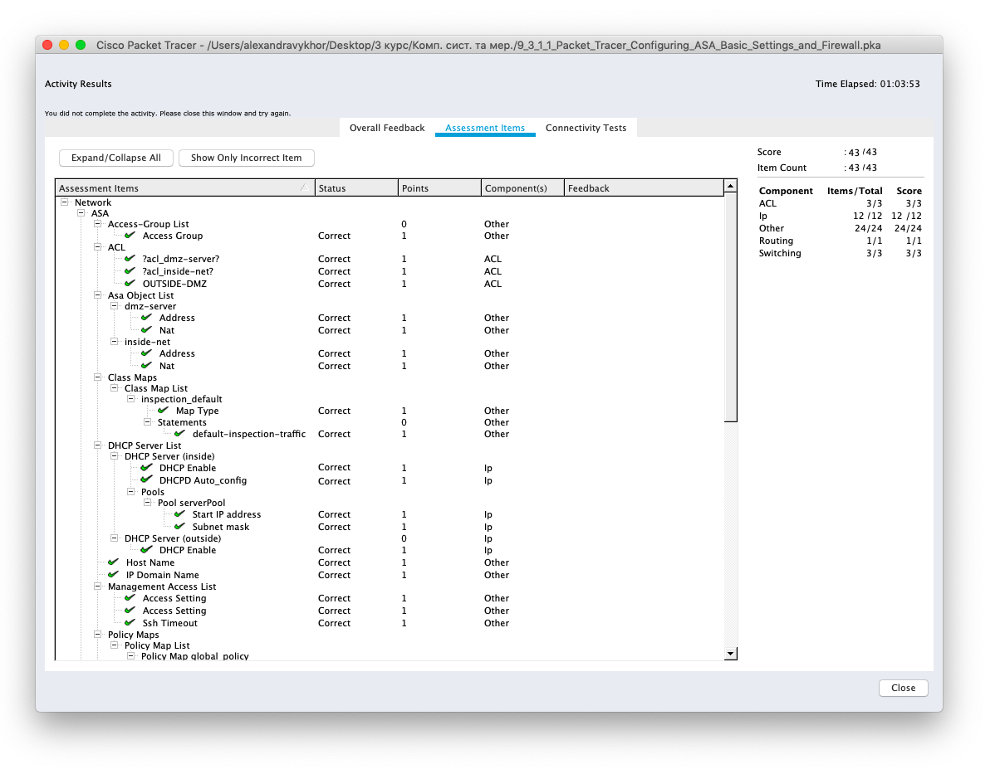 Cisco Packet Tracer - /Users/alexandravykhor/Desktop/3 курс/Комп. сист. та мер./9_3_1_1_Packet_Tracer_Configuring_ASA_Basic_Settings_and_Firewall.pka
Activity Results
Time Elapsed: 01:03:53
You did not complete the activity. Please close this window and try again.
Overall Feedback Assessment Items Connectivity Tests
Expand/Collapse All Show Only Incorrect Item
Assessment Items Status Points Component(s) Feedback
Network
ASA
Access-Group List 0 Other
Access Group Correct 1 Other
ACL
?acl_dmz-server? Correct 1 ACL
?acl_inside-net? Correct 1 ACL
OUTSIDE-DMZ Correct 1 ACL
Asa Object List
dmz-server
Address Correct 1 Other
Nat Correct 1 Other
inside-net
Address Correct 1 Other
Nat Correct 1 Other
Class Maps
Class Map List
inspection_default
Map Type Correct 1 Other
Statements 0 Other
default-inspection-traffic Correct 1 Other
DHCP Server List
DHCP Server (inside)
DHCP Enable Correct 1 Ip
DHCPD Auto_config Correct 1 Ip
Pools
Pool serverPool
Start IP address Correct 1 Ip
Subnet mask Correct 1 Ip
DHCP Server (outside) 0 Ip
DHCP Enable Correct 1 Ip
Host Name Correct 1 Other
IP Domain Name Correct 1 Other
Management Access List
Access Setting Correct 1 Other
Access Setting Correct 1 Other
Ssh Timeout Correct 1 Other
Policy Maps
Policy Map List
Policy Map global_policy
Score : 43 /43
Item Count : 43 /43
Component Items/Total Score
ACL 3/3 3/3
Ip 12 /12 12 /12
Other 24/24 24/24
Routing 1/1 1/1
Switching 3/3 3/3
Close